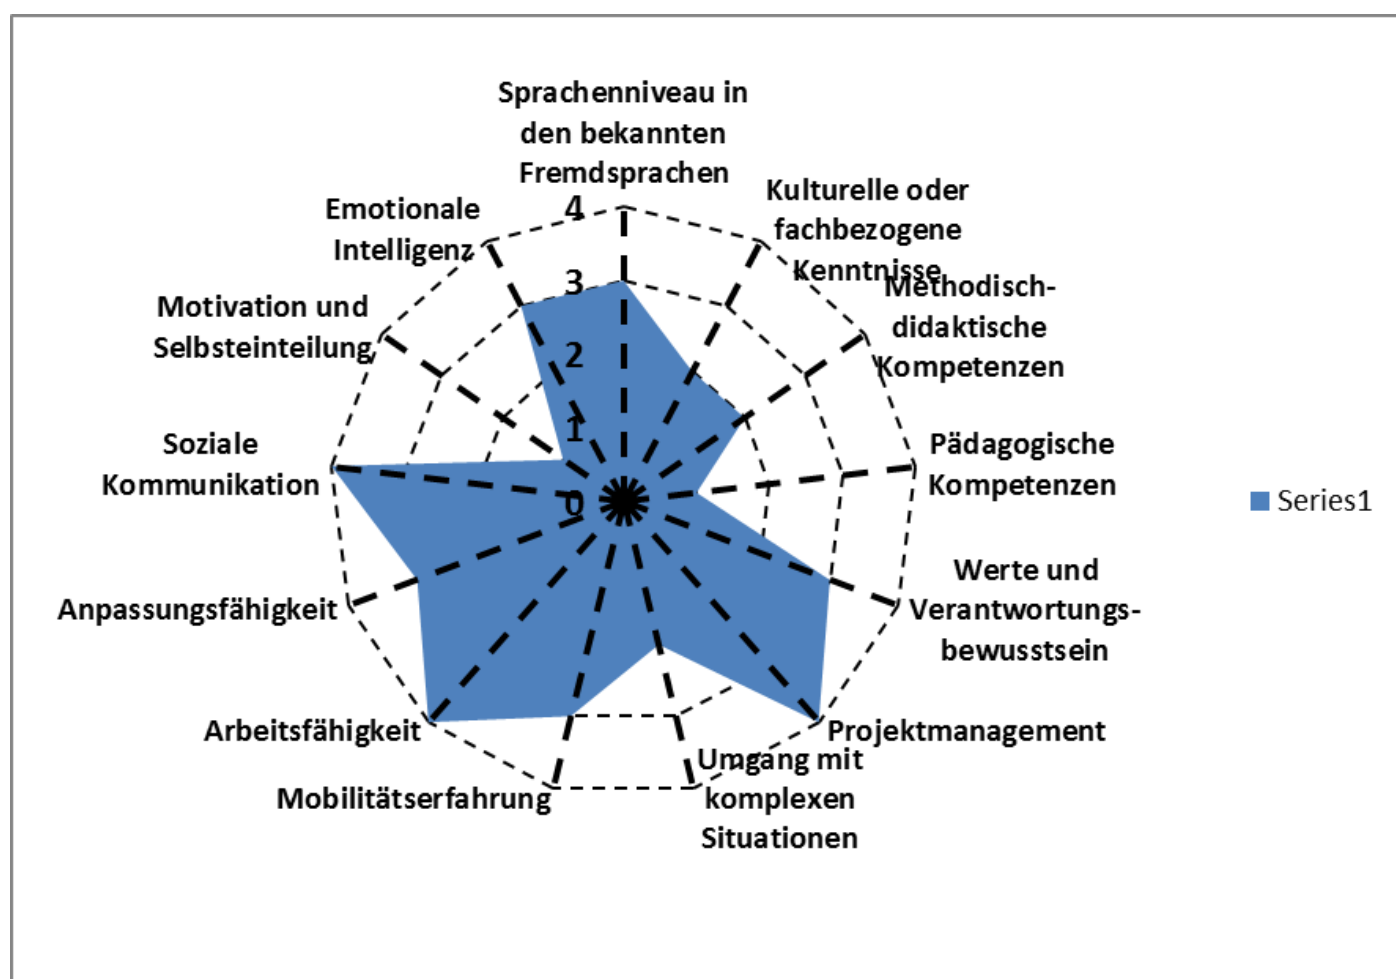 Sprachenniveau in
den bekannten
Fremdsprachen
Kulturelle oder
fachbezogene
Kenntnisse
Methodisch-
didaktische
Kompetenzen
Pädagogische
Kompetenzen
Werte und
Verantwortungs-
bewusstsein
Projektmanagement
Umgang mit
komplexen
Situationen
Mobilitätserfahrung
Arbeitsfähigkeit
Anpassungsfähigkeit
Soziale
Kommunikation
Motivation und
Selbsteinteilung
Emotionale
Intelligenz
4
3
2
1
0
Series1